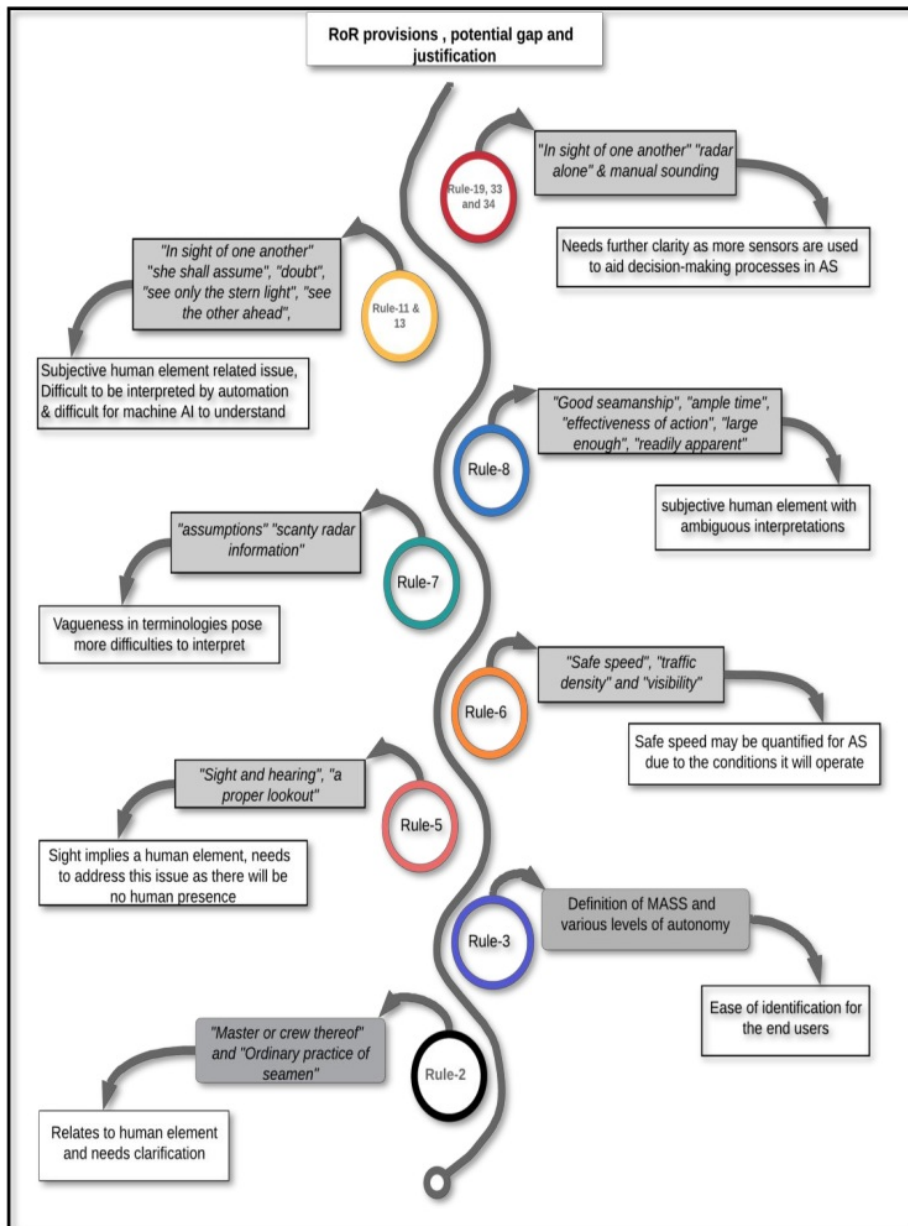 RoR provisions , potential gap and
justification
Rule-19, 33
and 34
"In sight of one another" "radar
alone" & manual sounding
Needs further clarity as more sensors are used
to aid decision-making processes in AS
Rule-11 &
13
"In sight of one another"
"she shall assume", "doubt",
"see only the stern light", "see
the other ahead",
Subjective human element related issue,
Difficult to be interpreted by automation
& difficult for machine AI to understand
Rule-8
"Good seamanship", "ample time",
"effectiveness of action", "large
enough", "readily apparent"
subjective human element with
ambiguous interpretations
Rule-7
"assumptions" "scanty radar
information"
Vagueness in terminologies pose
more difficulties to interpret
Rule-6
"Safe speed", "traffic
density" and "visibility"
Safe speed may be quantified for AS
due to the conditions it will operate
Rule-5
"Sight and hearing", "a
proper lookout"
Sight implies a human element, needs
to address this issue as there will be
no human presence
Rule-3
Definition of MASS and
various levels of autonomy
Ease of identification for
the end users
Rule-2
"Master or crew thereof"
and "Ordinary practice of
seamen"
Relates to human element
and needs clarification